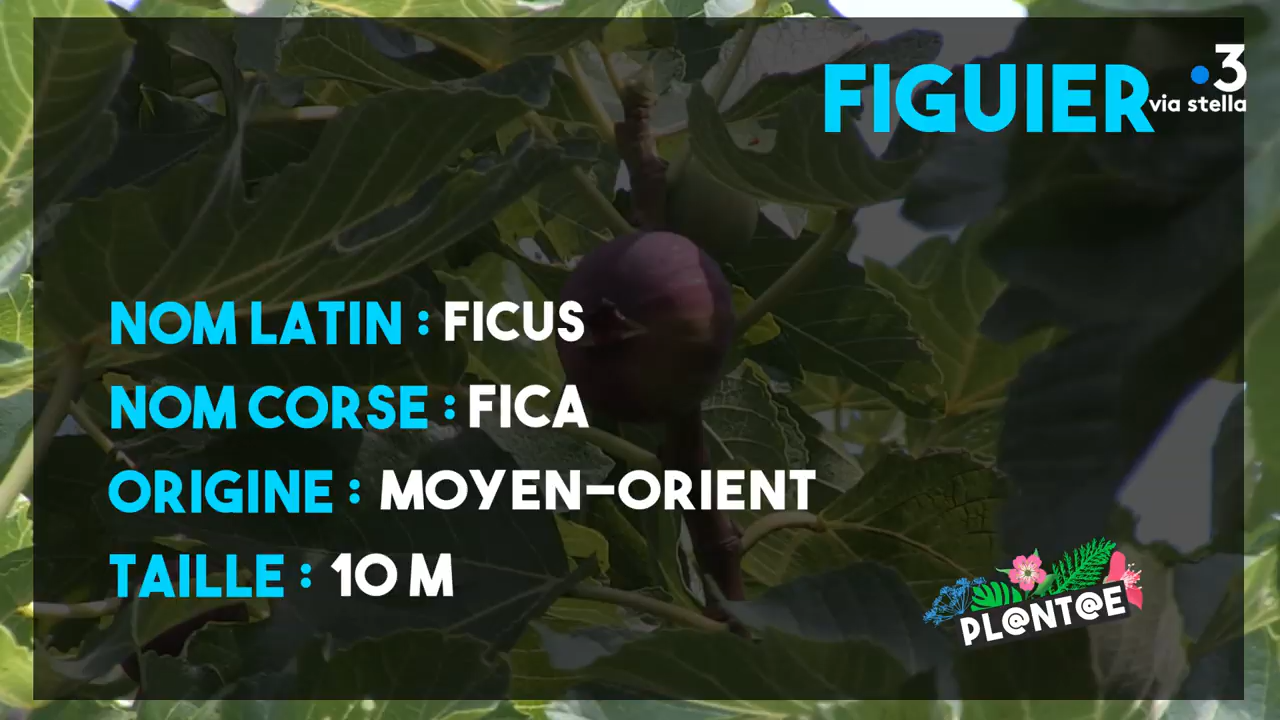 FIGUIER
3
via stella
NOM LATIN : FICUS
NOM CORSE : FICA
ORIGINE : MOYEN-ORIENT
TAILLE : 10 M
PL@NT@E